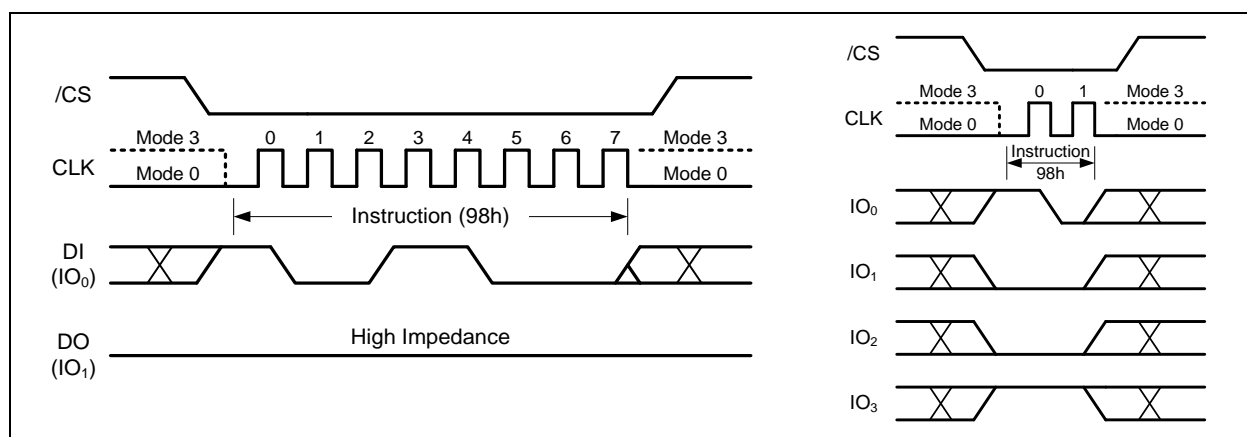 /CS
Mode 3
0 1 2 3 4 5 6 7
Mode 3
CLK
Mode 0
Mode 0
Instruction (98h)
DI
(IO₀)
High Impedance
DO
(IO₁)
/CS
Mode 3
0 1
Mode 3
CLK
Mode 0
Mode 0
Instruction
98h
IO₀
IO₁
IO₂
IO₃